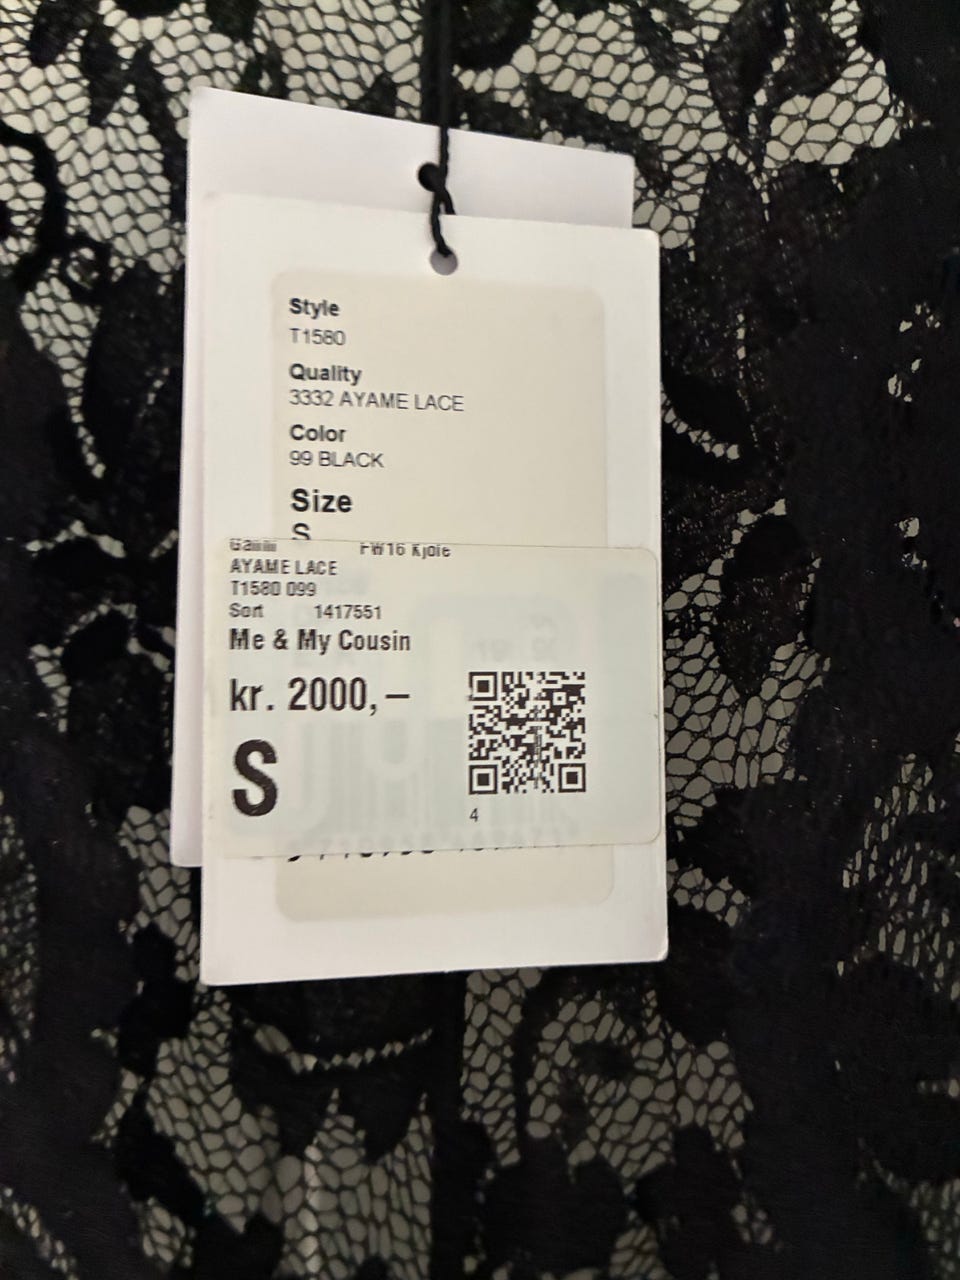 Style
T1580
Quality
3332 AYAME LACE
Color
99 BLACK
Size
S
FW16 Kjole
AYAME LACE
T1580 099
Sort 1417551
Me & My Cousin
kr. 2000,–
S
4